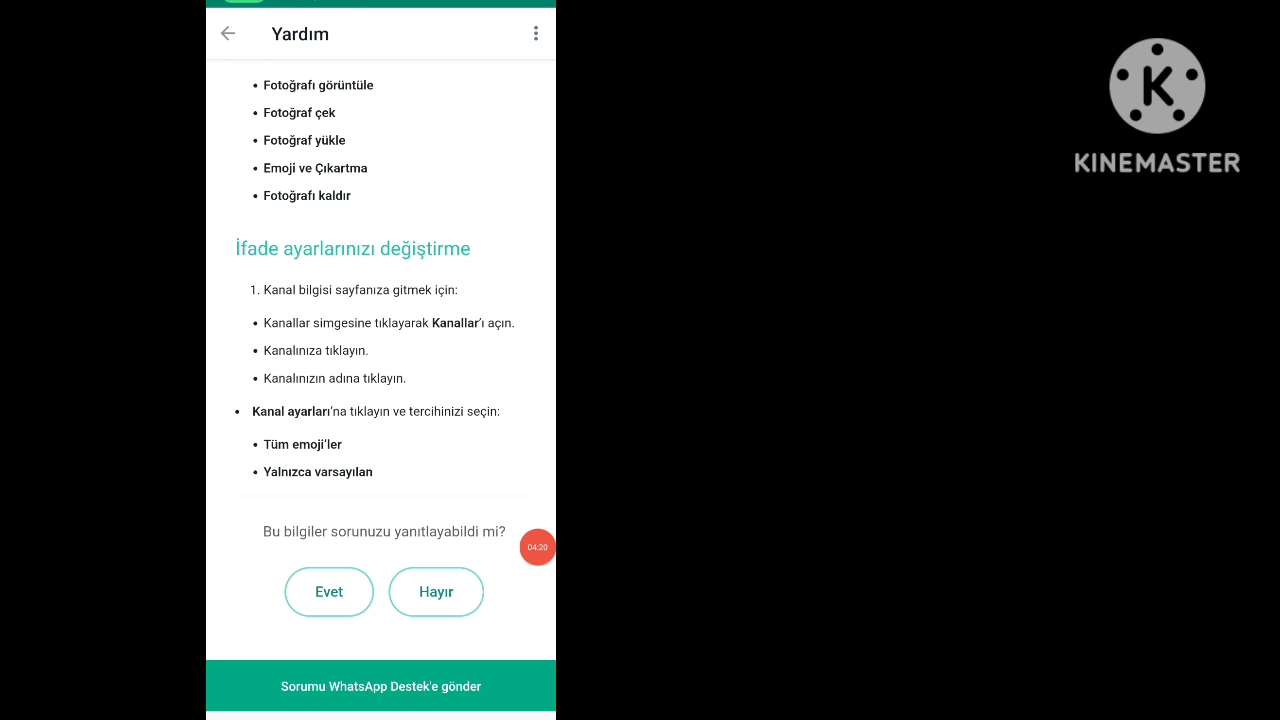 Yardım
• Fotoğrafı görüntüle
• Fotoğraf çek
• Fotoğraf yükle
• Emoji ve Çıkartma
• Fotoğrafı kaldır
İfade ayarlarınızı değiştirme
1. Kanal bilgisi sayfanıza gitmek için:
• Kanallar simgesine tıklayarak Kanallar'ı açın.
• Kanalınıza tıklayın.
• Kanalınızın adına tıklayın.
• Kanal ayarları'na tıklayın ve tercihinizi seçin:
• Tüm emoji'ler
• Yalnızca varsayılan
Bu bilgiler sorunuzu yanıtlayabildi mi?
04:20
Evet
Hayır
Sorumu WhatsApp Destek'e gönder
K
KINEMASTER